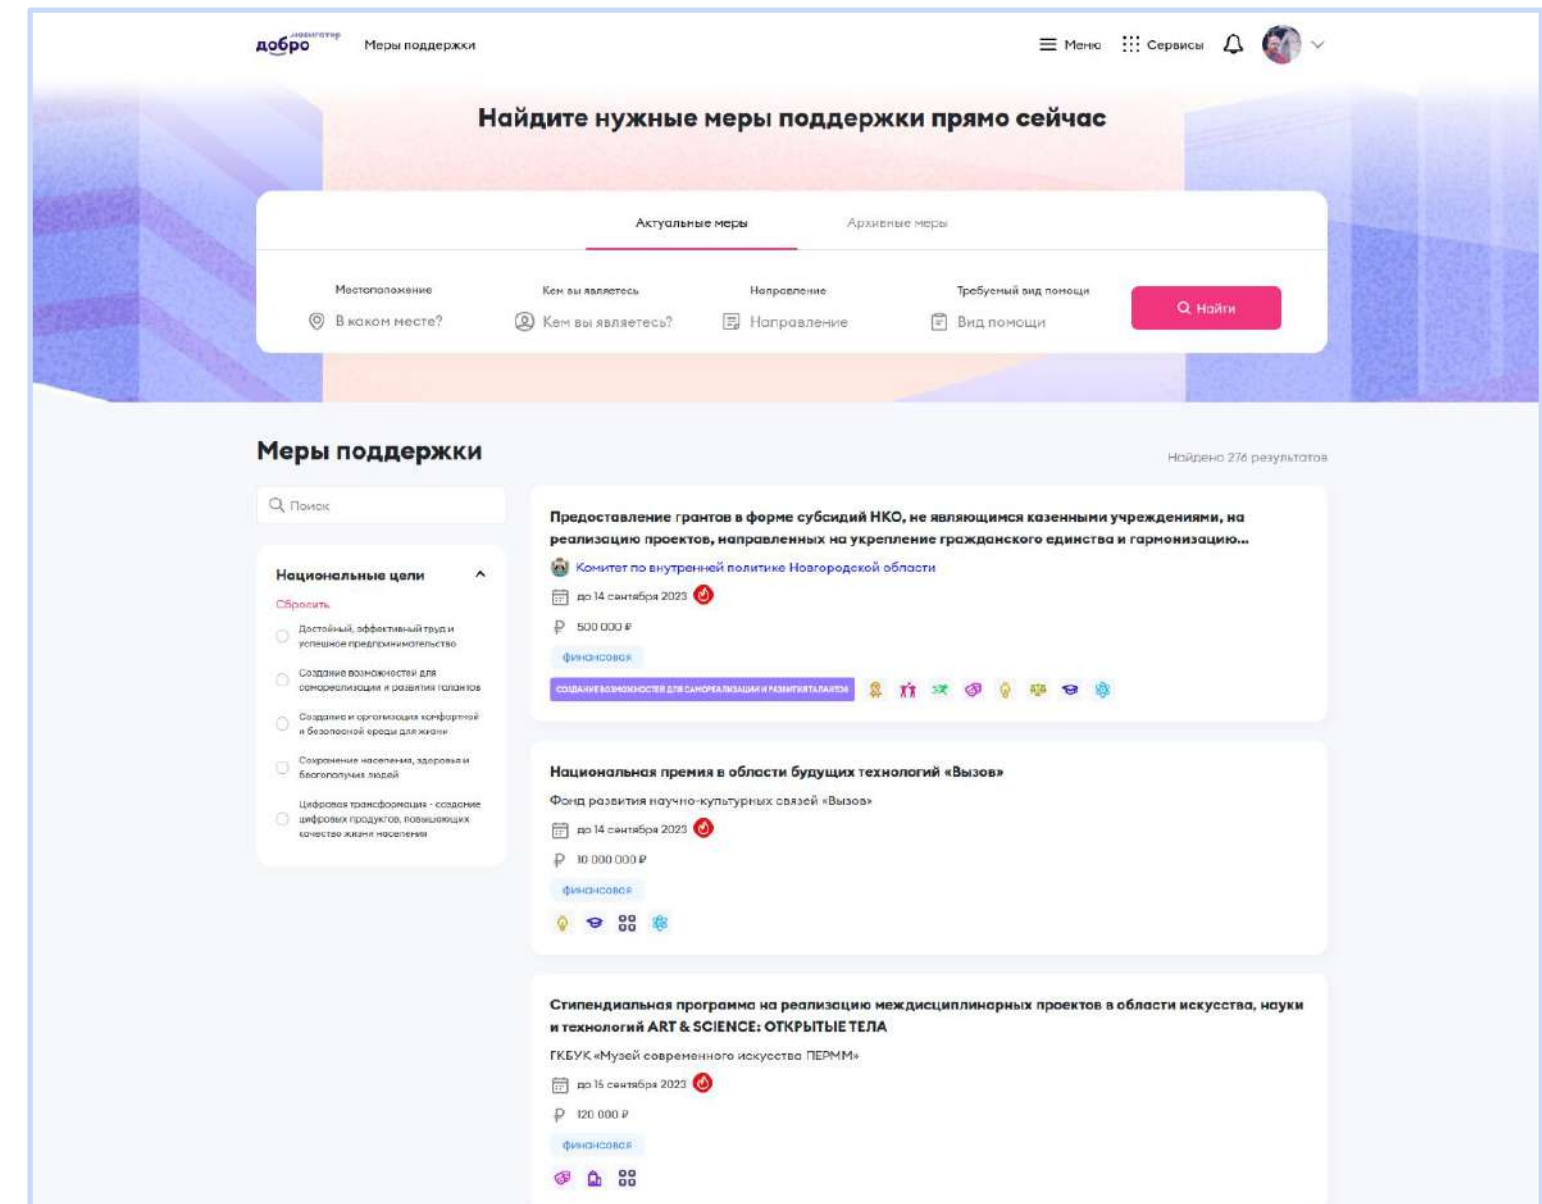 навигатор
добро
Меры поддержки
Меню
Сервисы
Найдите нужные меры поддержки прямо сейчас
Актуальные меры
Архивные меры
Местоположение
Кем вы являетесь
Направление
Требуемый вид помощи
В каком месте?
Кем вы являетесь?
Направление
Вид помощи
Найти
Меры поддержки
Найдено 276 результатов
Поиск
Национальные цели
Сбросить
Достойный, эффективный труд и
успешное предпринимательство
Создание возможностей для
самореализации и развития талантов
Создание и организация комфортной
и безопасной среды для жизни
Сохранение населения, здоровья и
благополучия людей
Цифровая трансформация - создание
цифровых продуктов, повышающих
качество жизни населения
Предоставление грантов в форме субсидий НКО, не являющимся казенными учреждениями, на
реализацию проектов, направленных на укрепление гражданского единства и гармонизацию...
Комитет по внутренней политике Новгородской области
до 14 сентября 2023
500 000 ₽
финансовая
СОЗДАНИЕ ВОЗМОЖНОСТЕЙ ДЛЯ САМОРЕАЛИЗАЦИИ И РАЗВИТИЯ ТАЛАНТОВ
Национальная премия в области будущих технологий «Вызов»
Фонд развития научно-культурных связей «Вызов»
до 14 сентября 2023
10 000 000 ₽
финансовая
Стипендиальная программа на реализацию междисциплинарных проектов в области искусства, науки
и технологий ART & SCIENCE: ОТКРЫТЫЕ ТЕЛА
ГКБУК «Музей современного искусства ПЕРММ»
до 15 сентября 2023
120 000 ₽
финансовая